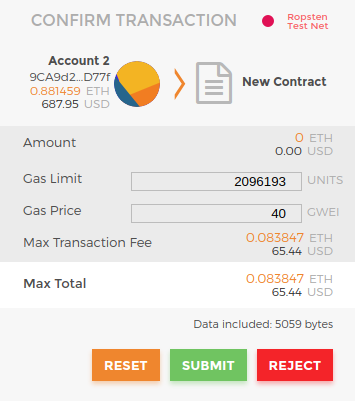 CONFIRM TRANSACTION
Ropsten
Test Net
Account 2
9CA9d2...D77f
0.881459 ETH
687.95 USD
New Contract
Amount
0 ETH
0.00 USD
Gas Limit 2096193 UNITS
Gas Price 40 GWEI
Max Transaction Fee
0.083847 ETH
65.44 USD
Max Total
0.083847 ETH
65.44 USD
Data included: 5059 bytes
RESET SUBMIT REJECT